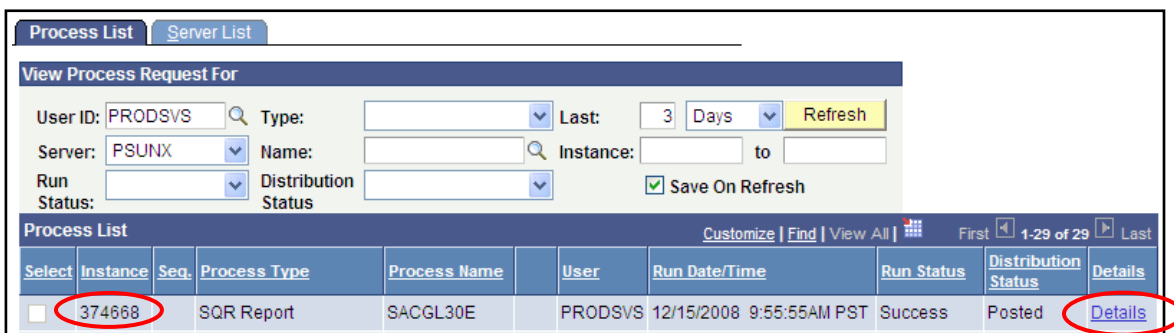 Process List Server List
View Process Request For
User ID: PRODSVS Type: Last: 3 Days Refresh
Server: PSUNX Name: Instance: to
Run Status: Distribution Status Save On Refresh
Process List Customize | Find | View All | First 1-29 of 29 Last
Select Instance Seq. Process Type Process Name User Run Date/Time Run Status Distribution Status Details
374668 SQR Report SACGL30E PRODSVS 12/15/2008 9:55:55AM PST Success Posted Details